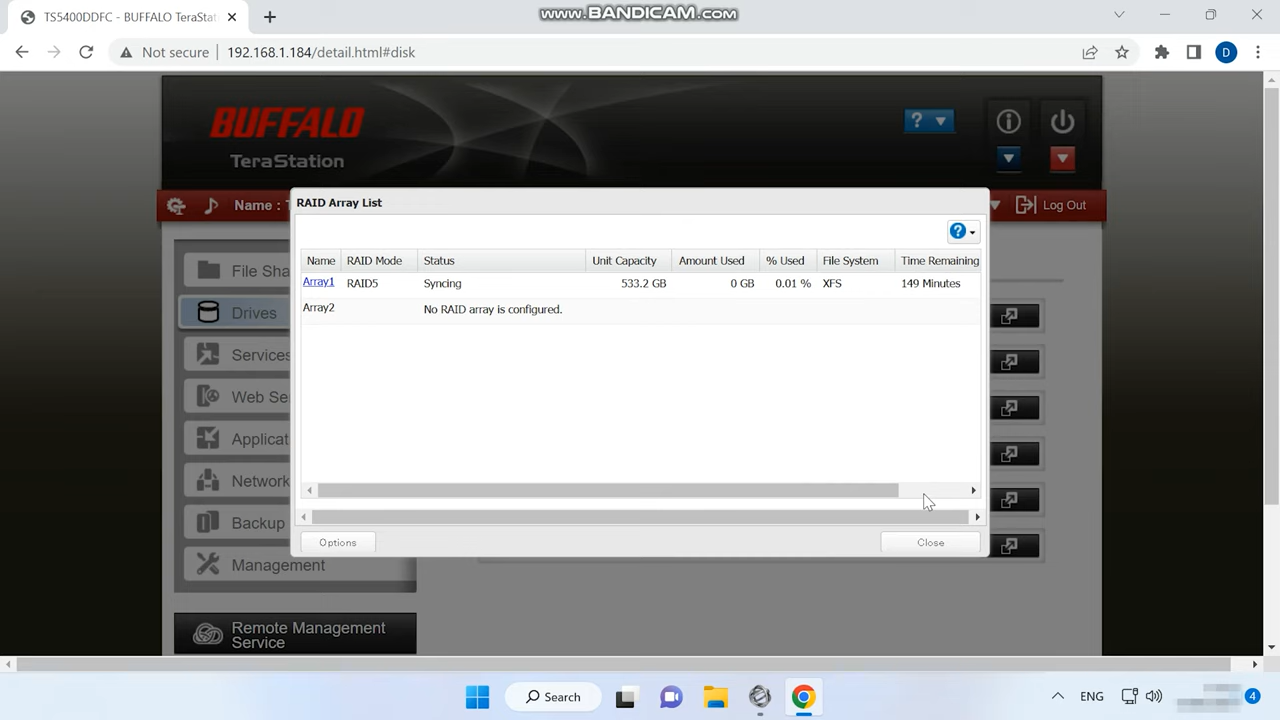 TS5400DDFC - BUFFALO TeraStat
www.BANDICAM.com
Not secure 192.168.1.184/detail.html#disk
D
BUFFALO
TeraStation
?
Name : T
Log Out
RAID Array List
?
Name RAID Mode Status Unit Capacity Amount Used % Used File System Time Remaining
Array1 RAID5 Syncing 533.2 GB 0 GB 0.01 % XFS 149 Minutes
Array2 No RAID array is configured.
Options Close
File Sha
Drives
Services
Web Se
Applicat
Network
Backup
Management
Remote Management
Service
Search
ENG
4